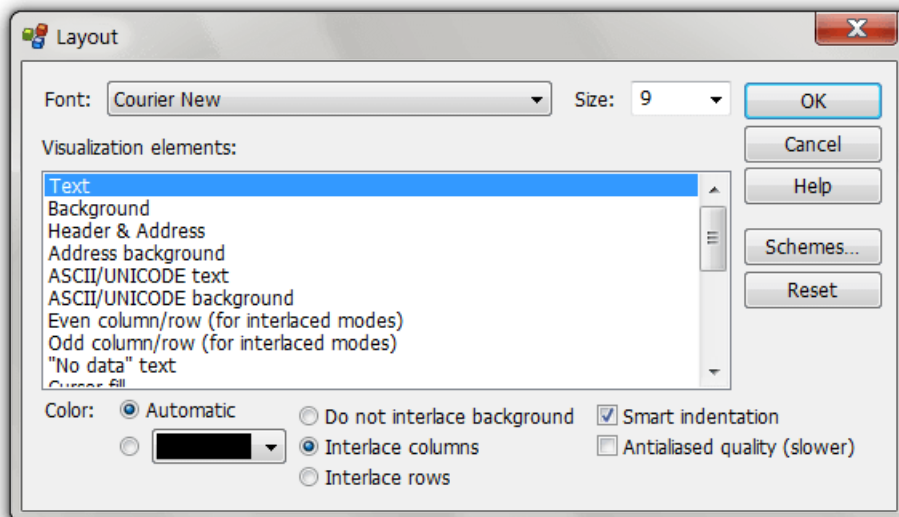 Layout
Font: Courier New Size: 9 OK
Visualization elements: Cancel
Text Help
Background
Header & Address
Address background Schemes...
ASCII/UNICODE text
ASCII/UNICODE background Reset
Even column/row (for interlaced modes)
Odd column/row (for interlaced modes)
"No data" text
Cursor fill
Color: Automatic Do not interlace background Smart indentation
Interlace columns Antialiased quality (slower)
Interlace rows